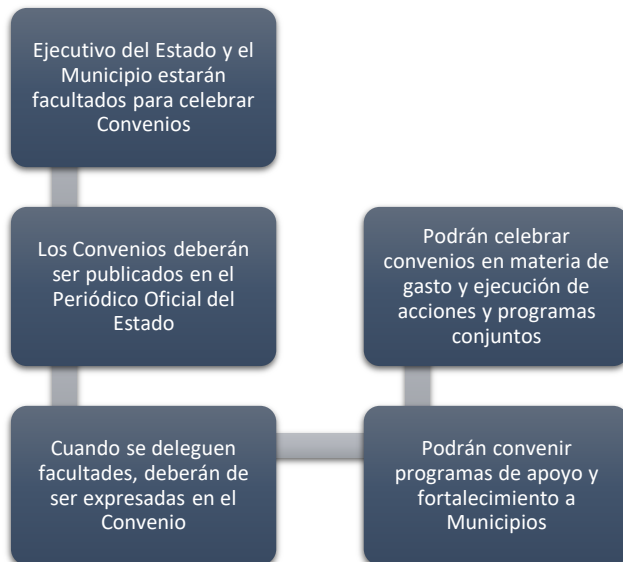 Ejecutivo del Estado y el
Municipio estarán
facultados para celebrar
Convenios
Los Convenios deberán
ser publicados en el
Periódico Oficial del
Estado
Cuando se deleguen
facultades, deberán de
ser expresadas en el
Convenio
Podrán convenir
programas de apoyo y
fortalecimiento a
Municipios
Podrán celebrar
convenios en materia de
gasto y ejecución de
acciones y programas
conjuntos